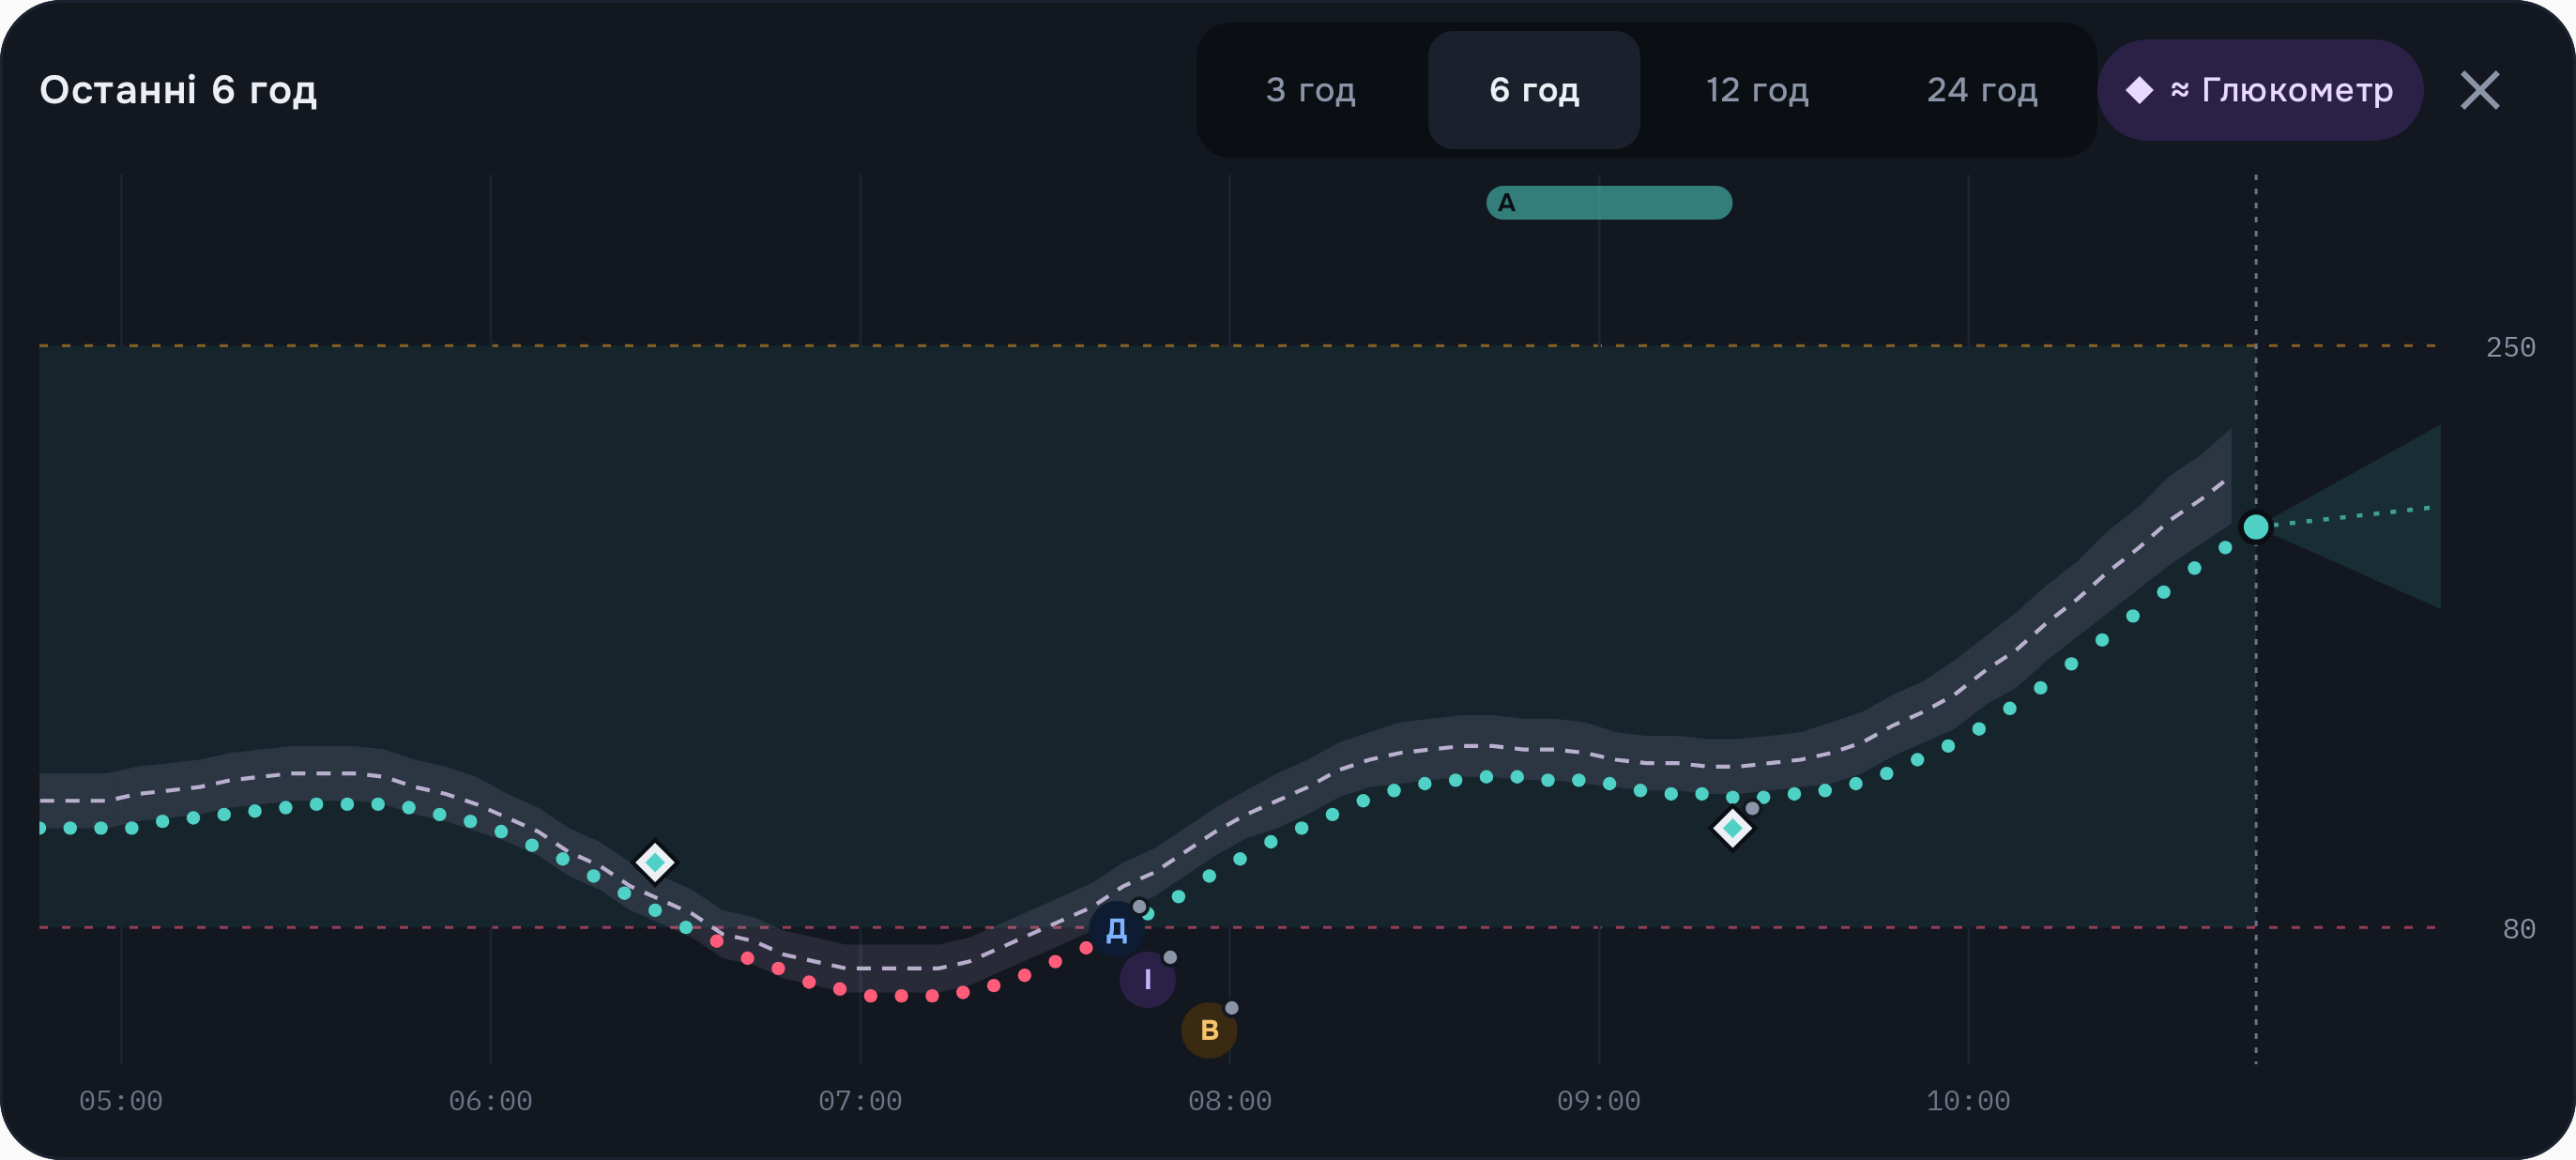 Останні 6 год
3 год
6 год
12 год
24 год
◆ ≈ Глюкометр
А
250
80
Д
І
В
05:00
06:00
07:00
08:00
09:00
10:00